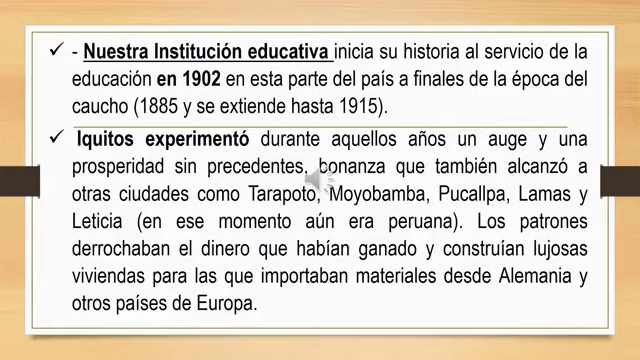 ✓ - Nuestra Institución educativa inicia su historia al servicio de la
educación en 1902 en esta parte del país a finales de la época del
caucho (1885 y se extiende hasta 1915).
✓ Iquitos experimentó durante aquellos años un auge y una
prosperidad sin precedentes, bonanza que también alcanzó a
otras ciudades como Tarapoto, Moyobamba, Pucallpa, Lamas y
Leticia (en ese momento aún era peruana). Los patrones
derrochaban el dinero que habían ganado y construían lujosas
viviendas para las que importaban materiales desde Alemania y
otros países de Europa.